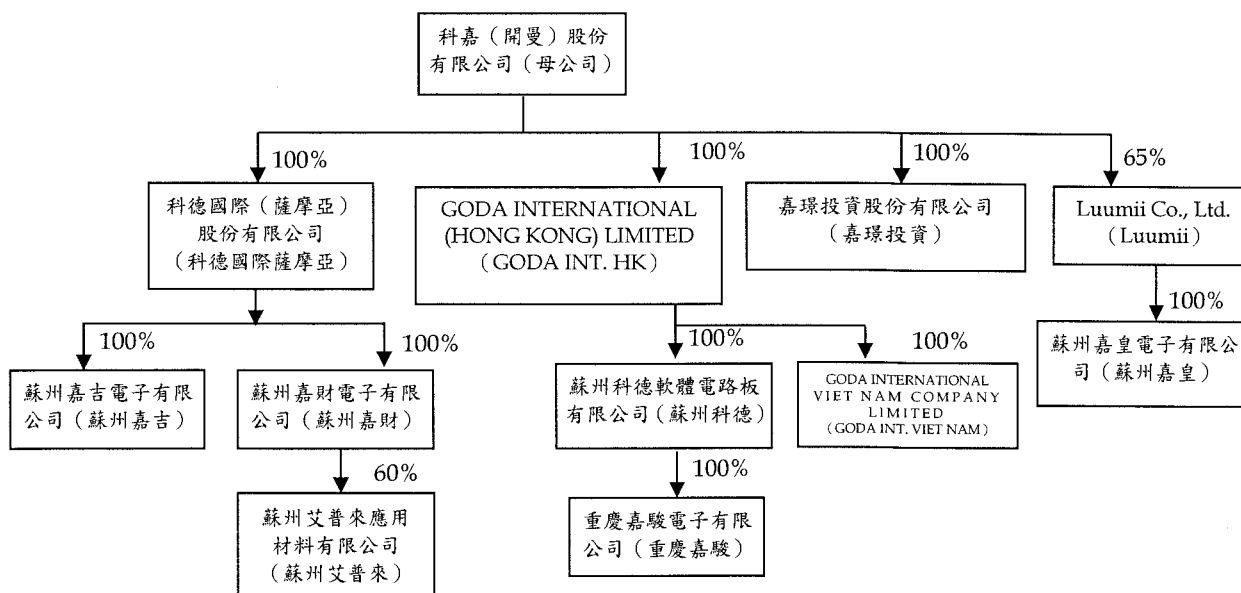 科嘉（開曼）股份
有限公司（母公司）
100%
100%
100%
65%
科德國際（薩摩亞）
股份有限公司
（科德國際薩摩亞）
GODA INTERNATIONAL
(HONG KONG) LIMITED
（GODA INT. HK）
嘉璟投資股份有限公司
（嘉璟投資）
Luumii Co., Ltd.
（Luumii）
100%
100%
100%
100%
100%
蘇州嘉吉電子有限
公司（蘇州嘉吉）
蘇州嘉財電子有限
公司（蘇州嘉財）
蘇州科德軟體電路板
有限公司（蘇州科德）
GODA INTERNATIONAL
VIET NAM COMPANY
LIMITED
（GODA INT. VIET NAM）
蘇州嘉皇電子有限公
司（蘇州嘉皇）
60%
100%
蘇州艾普來應用
材料有限公司
（蘇州艾普來）
重慶嘉駿電子有限
公司（重慶嘉駿）